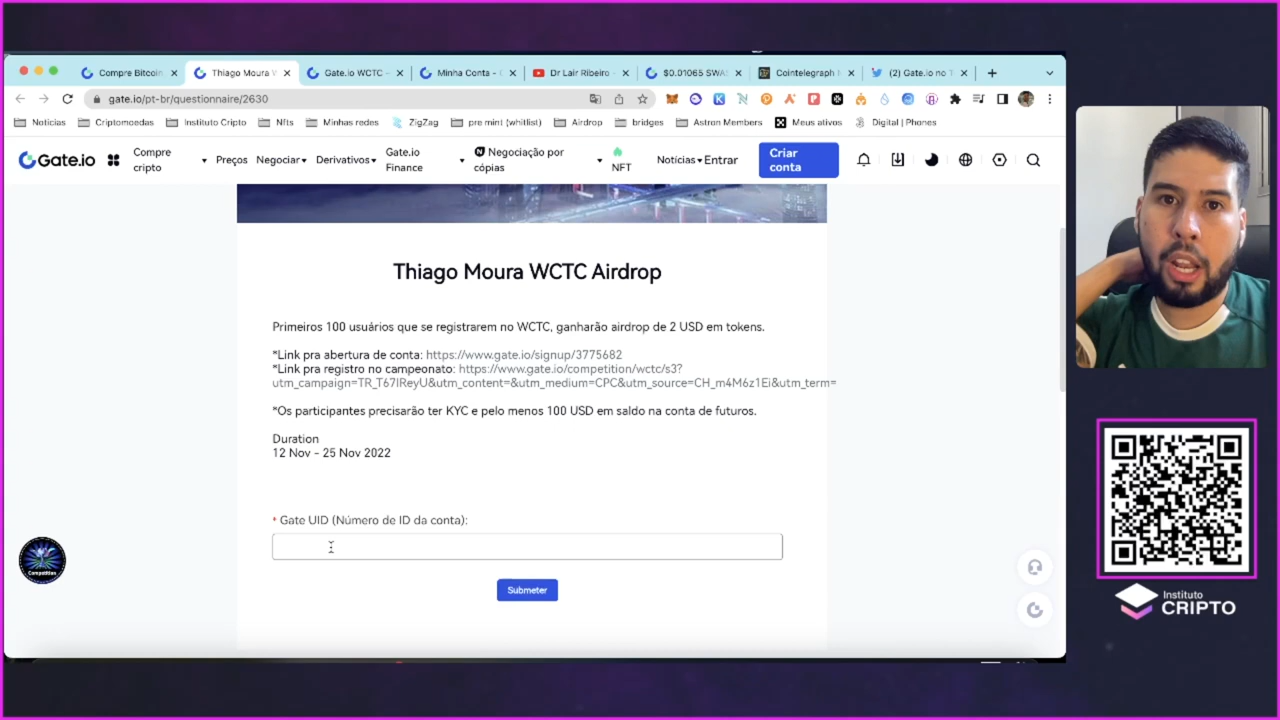 Compre Bitcoin
Thiago Moura W
Gate.io WCTC -
Minha Conta -
Dr Lair Ribeiro -
$0.01065 SWA
Cointelegraph
(2) Gate.io no T
gate.io/pt-br/questionnaire/2630
Notícias
Criptomoedas
Instituto Cripto
Nfts
Minhas redes
ZigZag
pre mint (whitlist)
Airdrop
bridges
Astron Members
Meus ativos
Digital | Phones
Gate.io
Compre cripto
Preços
Negociar
Derivativos
Gate.io Finance
Negociação por cópias
NFT
Notícias
Entrar
Criar conta
Thiago Moura WCTC Airdrop
Primeiros 100 usuários que se registrarem no WCTC, ganharão airdrop de 2 USD em tokens.
*Link pra abertura de conta: https://www.gate.io/signup/3775682
*Link pra registro no campeonato: https://www.gate.io/competition/wctc/s3?
utm_campaign=TR_T67IReyU&utm_content=&utm_medium=CPC&utm_source=CH_m4M6z1Ei&utm_term=
*Os participantes precisarão ter KYC e pelo menos 100 USD em saldo na conta de futuros.
Duration
12 Nov - 25 Nov 2022
* Gate UID (Número de ID da conta):
Submeter
Competition
Instituto
CRIPTO